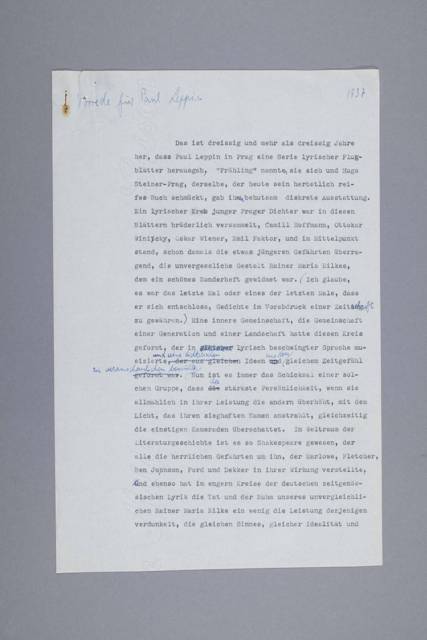 Vorrede für Paul Leppin
1937
Das ist dreissig und mehr als dreissig Jahre
her, dass Paul Leppin in Prag eine Serie lyrischer Flug-
blätter herausgab, "Frühling" nannte sie sich und Hugo
Steiner-Prag, derselbe, der heute sein herbstlich rei-
fes Buch schmückt, gab ihm behutsam diskrete Ausstattung.
Ein lyrischer Kreis junger Prager Dichter war in diesen
Blättern brüderlich versammelt, Camill Hoffmann, Ottokar
Winitzky, Oskar Wiener, Emil Faktor, und im Mittelpunkt
stand, schon damals die etwas jüngeren Gefährten überra-
gend, die unvergessliche Gestalt Rainer Maria Rilkes,
dem ein schönes Sonderheft gewidmet war. (Ich glaube,
es war das letzte Mal oder eines der letzten Male, dass
er sich entschloss, Gedichte im Vorabdruck einer Zeitschrift
zu gewähren.) Eine innere Gemeinschaft, die Gemeinschaft
einer Generation und einer Landschaft hatte diesen Kreis
geformt, der in lyrisch beschwingter Sprache mu-
sizierte, der aus gleichen Ideen und gleichem Zeitgefühl
zu veranschaulichen
geformt war. Nun ist es immer das Schicksal einer sol-
chen Gruppe, dass die stärkste Persönlichkeit, wenn sie
allmählich in ihrer Leistung die andern überhöht, mit dem
Licht, das ihren sieghaften Namen anstrahlt, gleichzeitig
die einstigen Kameraden überschattet. Im Weltraum der
Literaturgeschichte ist es so Shakespeare gewesen, der
alle die herrlichen Gefährten um ihn, der Marlowe, Fletcher,
Ben Johnson, Ford und Dekker in ihrer Wirkung verstellte,
und ebenso hat im engern Kreise der deutschen zeitgenös-
sischen Lyrik die Tat und der Ruhm unseres unvergleichli-
chen Rainer Maria Rilke ein wenig die Leistung derjenigen
verdunkelt, die gleichen Sinnes, gleicher Idealität und